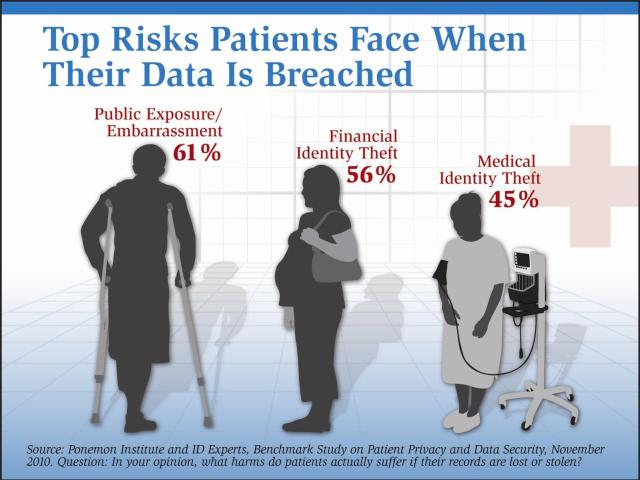 Top Risks Patients Face When
Their Data Is Breached
Public Exposure/
Embarrassment
61%
Financial
Identity Theft
56%
Medical
Identity Theft
45%
Source: Ponemon Institute and ID Experts, Benchmark Study on Patient Privacy and Data Security, November
2010. Question: In your opinion, what harms do patients actually suffer if their records are lost or stolen?